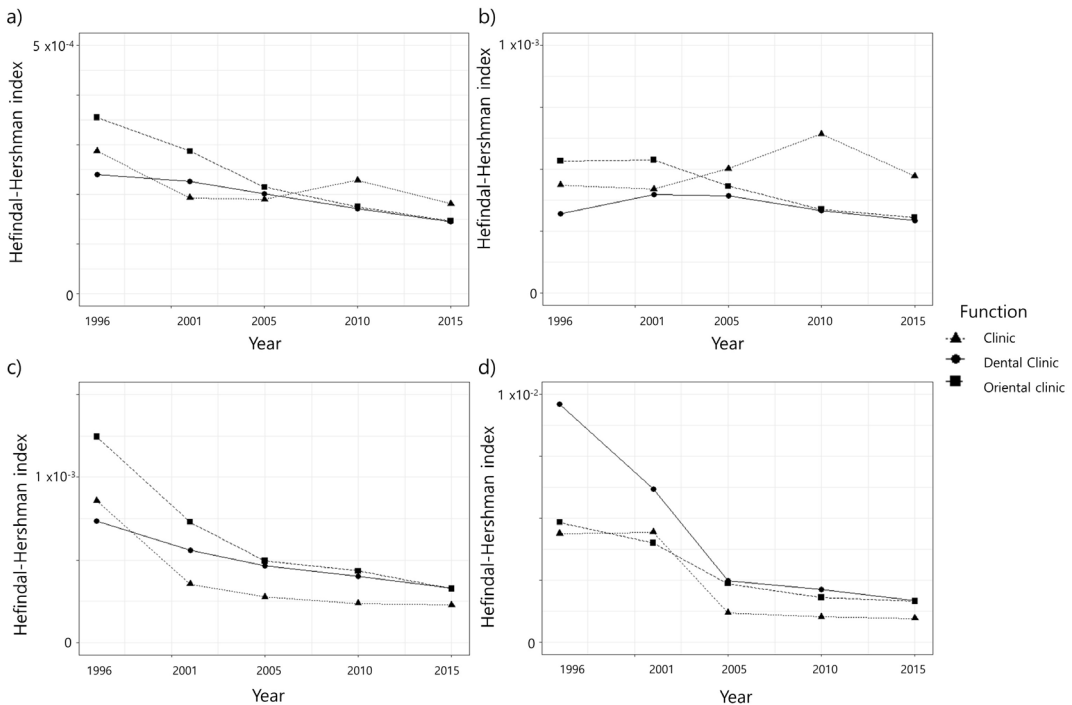 a)
5 x10-4
Hefindal-Hershman index
0
1996 2001 2005 2010 2015
Year
b)
1 x10-3
Hefindal-Hershman index
0
1996 2001 2005 2010 2015
Year
Function
Clinic
Dental Clinic
Oriental clinic
c)
1 x10-3
Hefindal-Hershman index
0
1996 2001 2005 2010 2015
Year
d)
1 x10-2
Hefindal-Hershman index
0
1996 2001 2005 2010 2015
Year